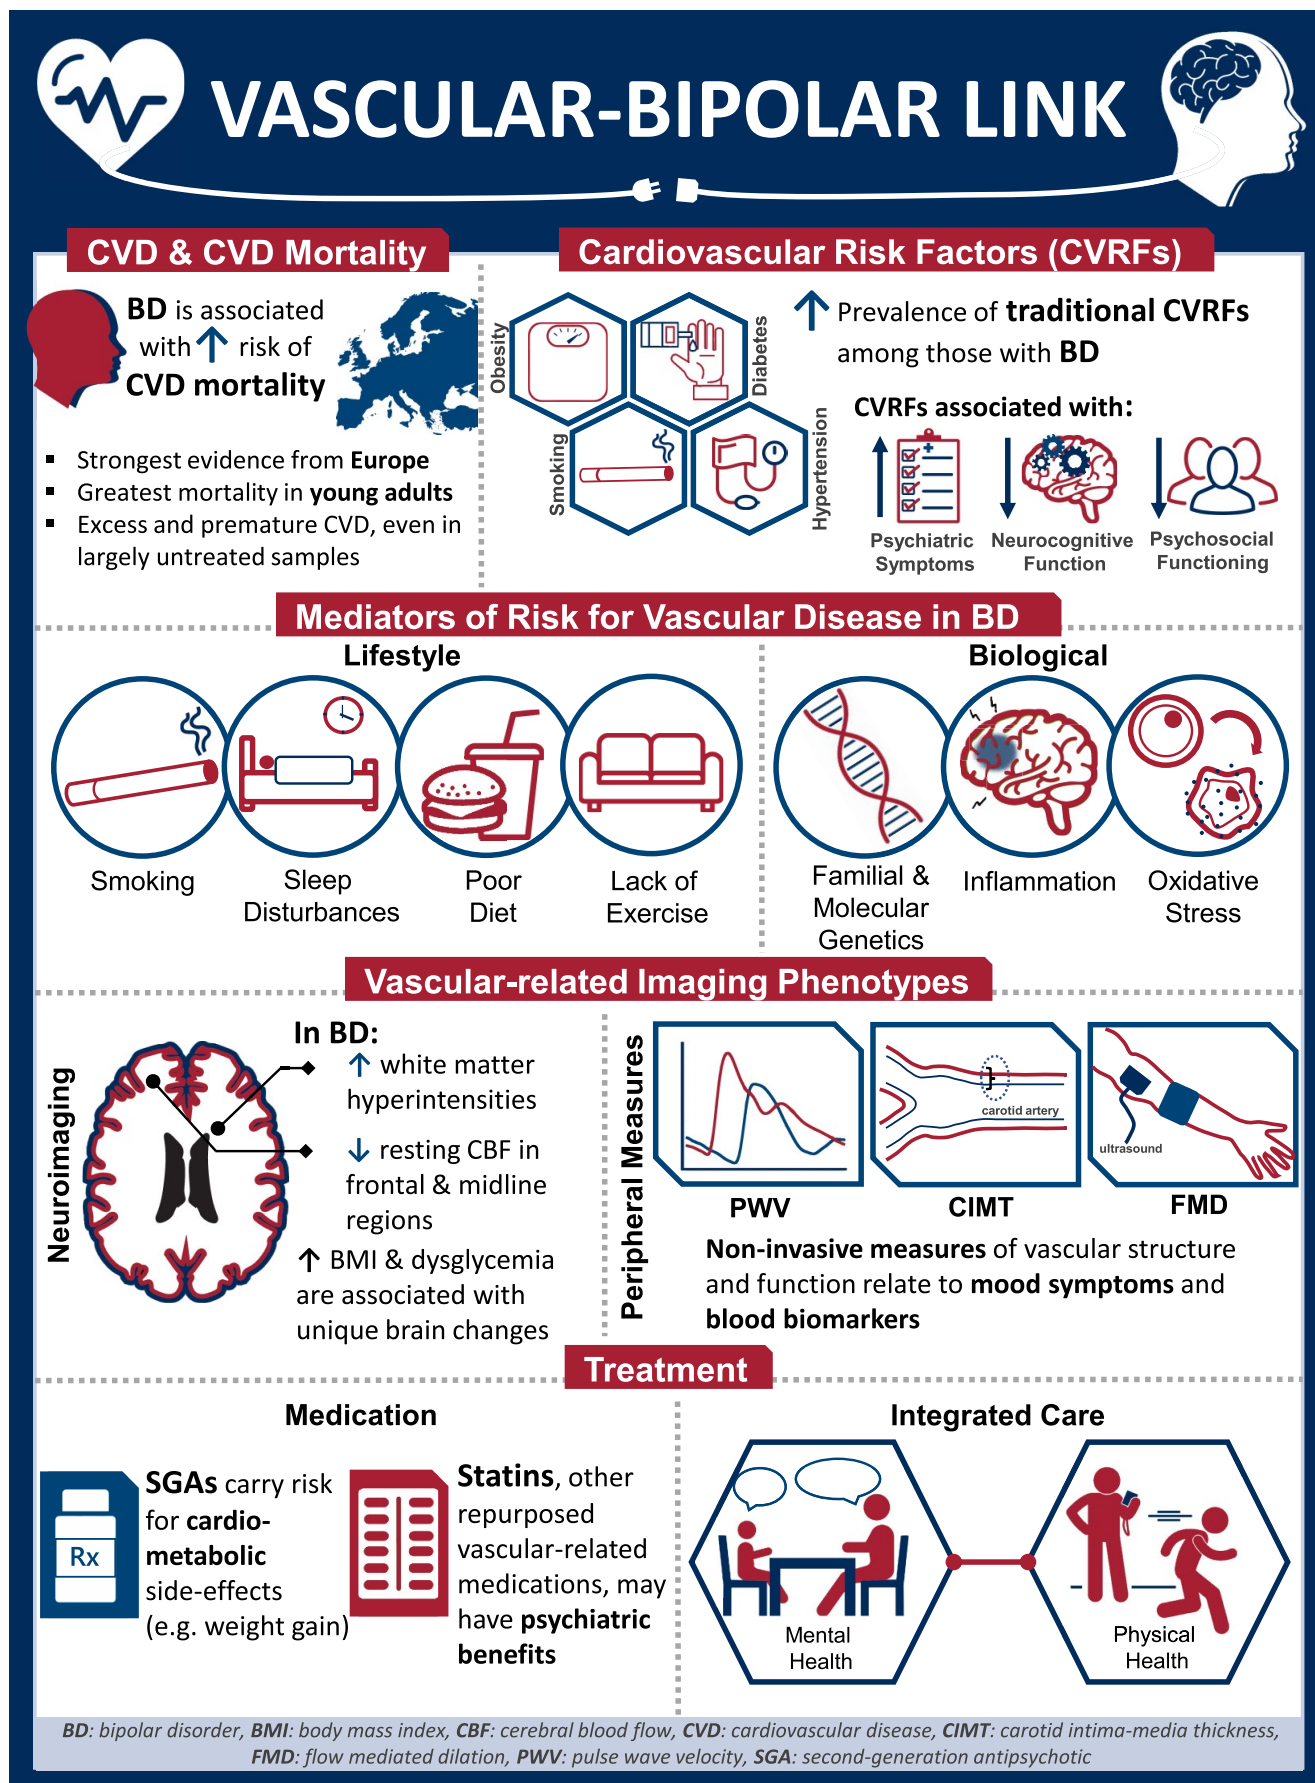 VASCULAR-BIPOLAR LINK
CVD & CVD Mortality
BD is associated
with ↑ risk of
CVD mortality
▪ Strongest evidence from Europe
▪ Greatest mortality in young adults
▪ Excess and premature CVD, even in
largely untreated samples
Cardiovascular Risk Factors (CVRFs)
Obesity
Diabetes
Smoking
Hypertension
↑ Prevalence of traditional CVRFs
among those with BD
CVRFs associated with:
Psychiatric
Symptoms
Neurocognitive
Function
Psychosocial
Functioning
Mediators of Risk for Vascular Disease in BD
Lifestyle
Smoking
Sleep
Disturbances
Poor
Diet
Lack of
Exercise
Biological
Familial &
Molecular
Genetics
Inflammation
Oxidative
Stress
Vascular-related Imaging Phenotypes
Neuroimaging
In BD:
↑ white matter
hyperintensities
↓ resting CBF in
frontal & midline
regions
↑ BMI & dysglycemia
are associated with
unique brain changes
Peripheral Measures
PWV
carotid artery
CIMT
ultrasound
FMD
Non-invasive measures of vascular structure
and function relate to mood symptoms and
blood biomarkers
Treatment
Medication
Rx
SGAs carry risk
for cardio-
metabolic
side-effects
(e.g. weight gain)
Statins, other
repurposed
vascular-related
medications, may
have psychiatric
benefits
Integrated Care
Mental
Health
Physical
Health
BD: bipolar disorder, BMI: body mass index, CBF: cerebral blood flow, CVD: cardiovascular disease, CIMT: carotid intima-media thickness,
FMD: flow mediated dilation, PWV: pulse wave velocity, SGA: second-generation antipsychotic